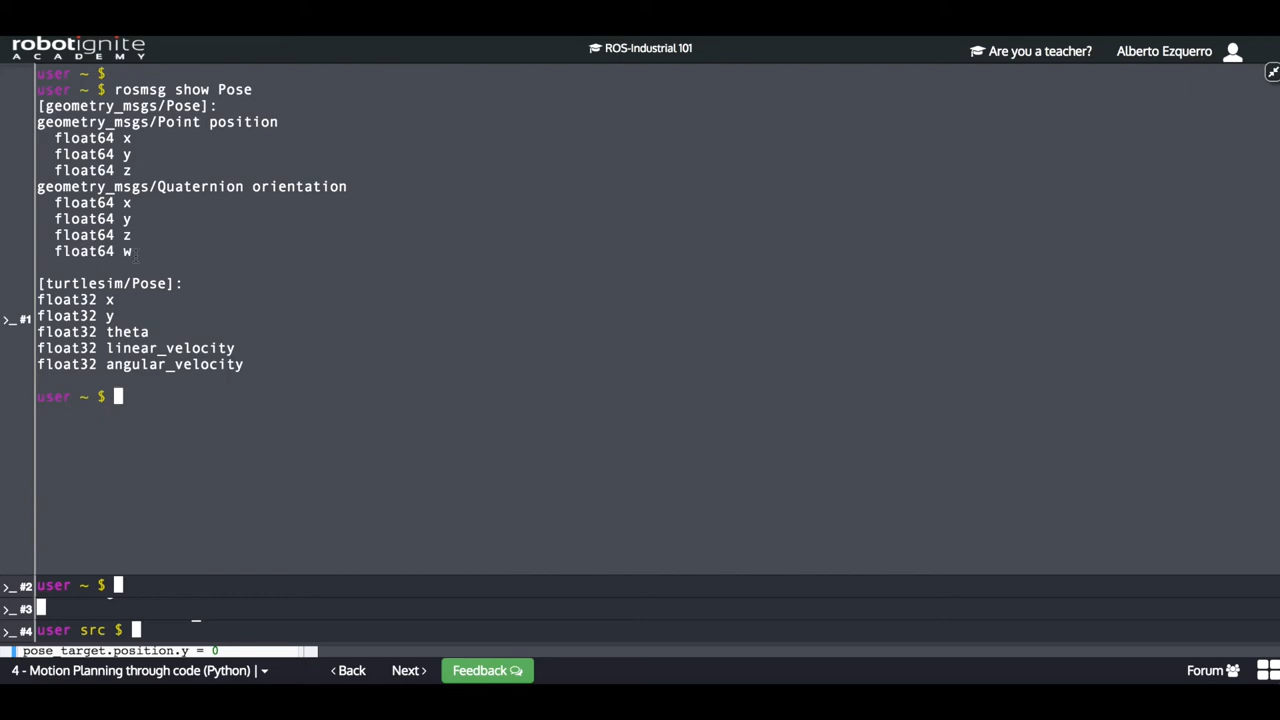 robotignite
ACADEMY
ROS-Industrial 101
Are you a teacher?
Alberto Ezquerro
user ~ $
user ~ $ rosmsg show Pose
[geometry_msgs/Pose]:
geometry_msgs/Point position
float64 x
float64 y
float64 z
geometry_msgs/Quaternion orientation
float64 x
float64 y
float64 z
float64 w
[turtlesim/Pose]:
float32 x
float32 y
float32 theta
float32 linear_velocity
float32 angular_velocity
>_ #1
user ~ $
>_ #2 user ~ $
>_ #3
>_ #4 user src $
pose_target.position.y = 0
4 - Motion Planning through code (Python) |
< Back
Next >
Feedback
Forum